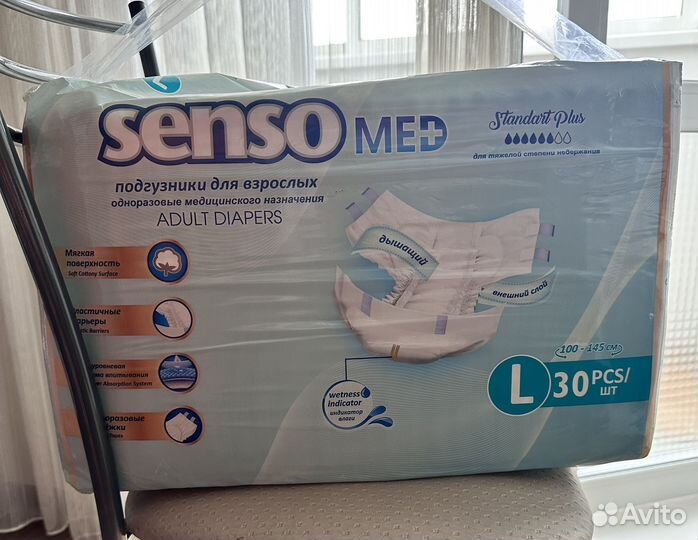 L
senso MED
Standart Plus
для тяжелой степени недержания
подгузники для взрослых
одноразовые медицинского назначения
ADULT DIAPERS
Мягкая
поверхность
Soft Cottony Surface
дышащий
внешний слой
wetness
indicator
индикатор
влаги
100 - 145 см
L 30 PCS/
ШТ
Avito